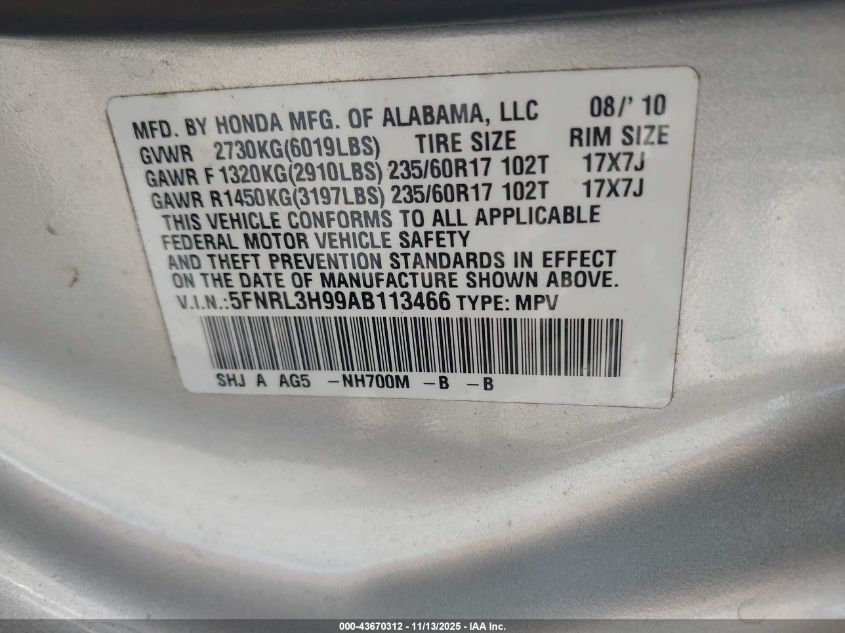 MFD. BY HONDA MFG. OF ALABAMA, LLC 08/' 10
GVWR 2730KG(6019LBS) TIRE SIZE RIM SIZE
GAWR F 1320KG(2910LBS) 235/60R17 102T 17X7J
GAWR R1450KG(3197LBS) 235/60R17 102T 17X7J
THIS VEHICLE CONFORMS TO ALL APPLICABLE
FEDERAL MOTOR VEHICLE SAFETY
AND THEFT PREVENTION STANDARDS IN EFFECT
ON THE DATE OF MANUFACTURE SHOWN ABOVE.
V.I.N.:5FNRL3H99AB113466 TYPE: MPV
SHJ A AG5 -NH700M -B -B
000-43670312 - 11/13/2025 - IAA Inc.